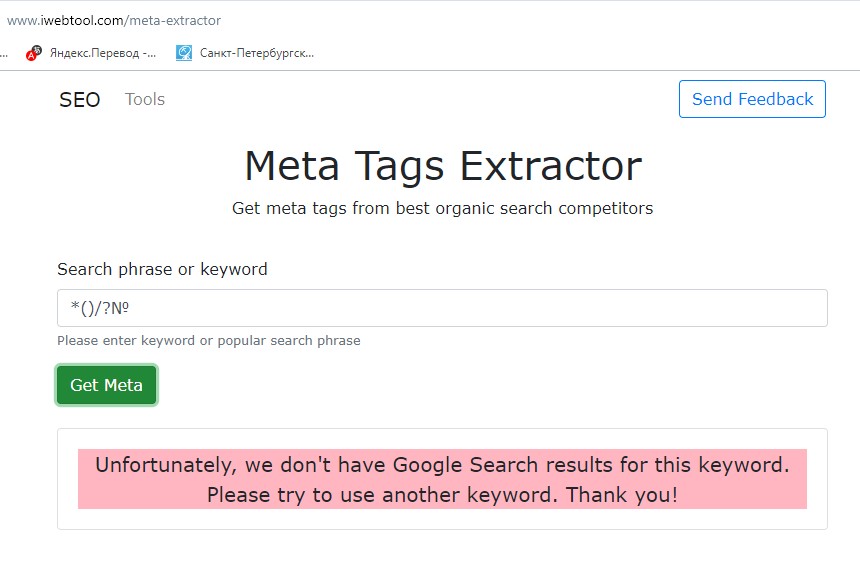 www.iwebtool.com/meta-extractor
... Яндекс.Перевод -... Санкт-Петербургск...
SEO Tools Send Feedback
Meta Tags Extractor
Get meta tags from best organic search competitors
Search phrase or keyword
*()/?№
Please enter keyword or popular search phrase
Get Meta
Unfortunately, we don't have Google Search results for this keyword.
Please try to use another keyword. Thank you!